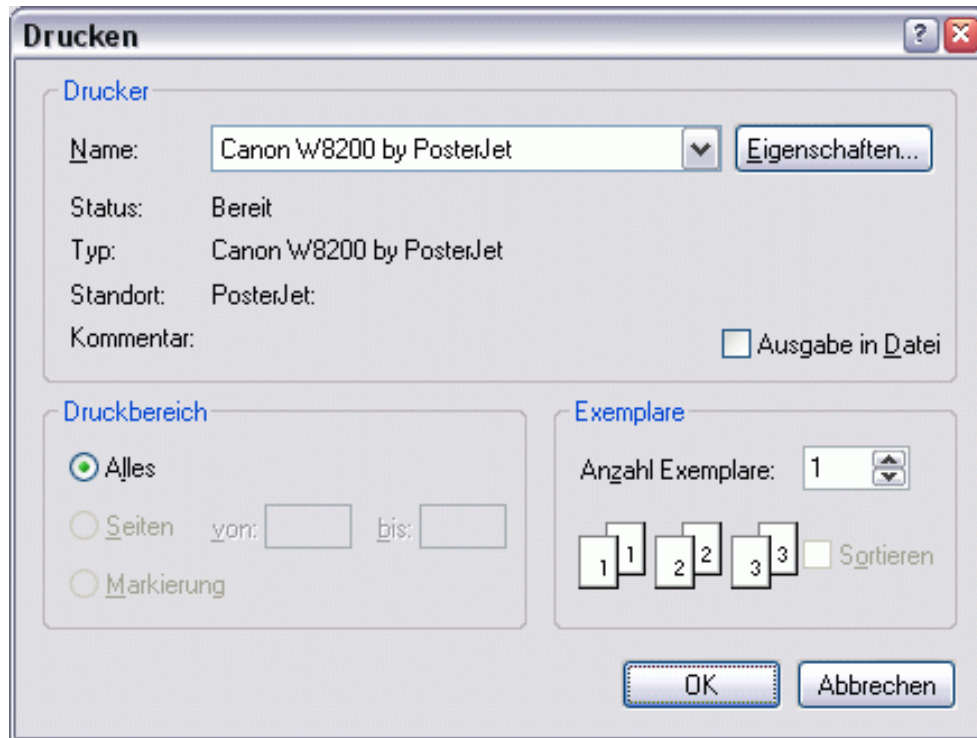 Drucken
Drucker
Name: Canon W8200 by PosterJet Eigenschaften...
Status: Bereit
Typ: Canon W8200 by PosterJet
Standort: PosterJet:
Kommentar: Ausgabe in Datei
Druckbereich
Alles
Seiten von: bis:
Markierung
Exemplare
Anzahl Exemplare: 1
1 1 2 2 3 3 Sortieren
OK Abbrechen